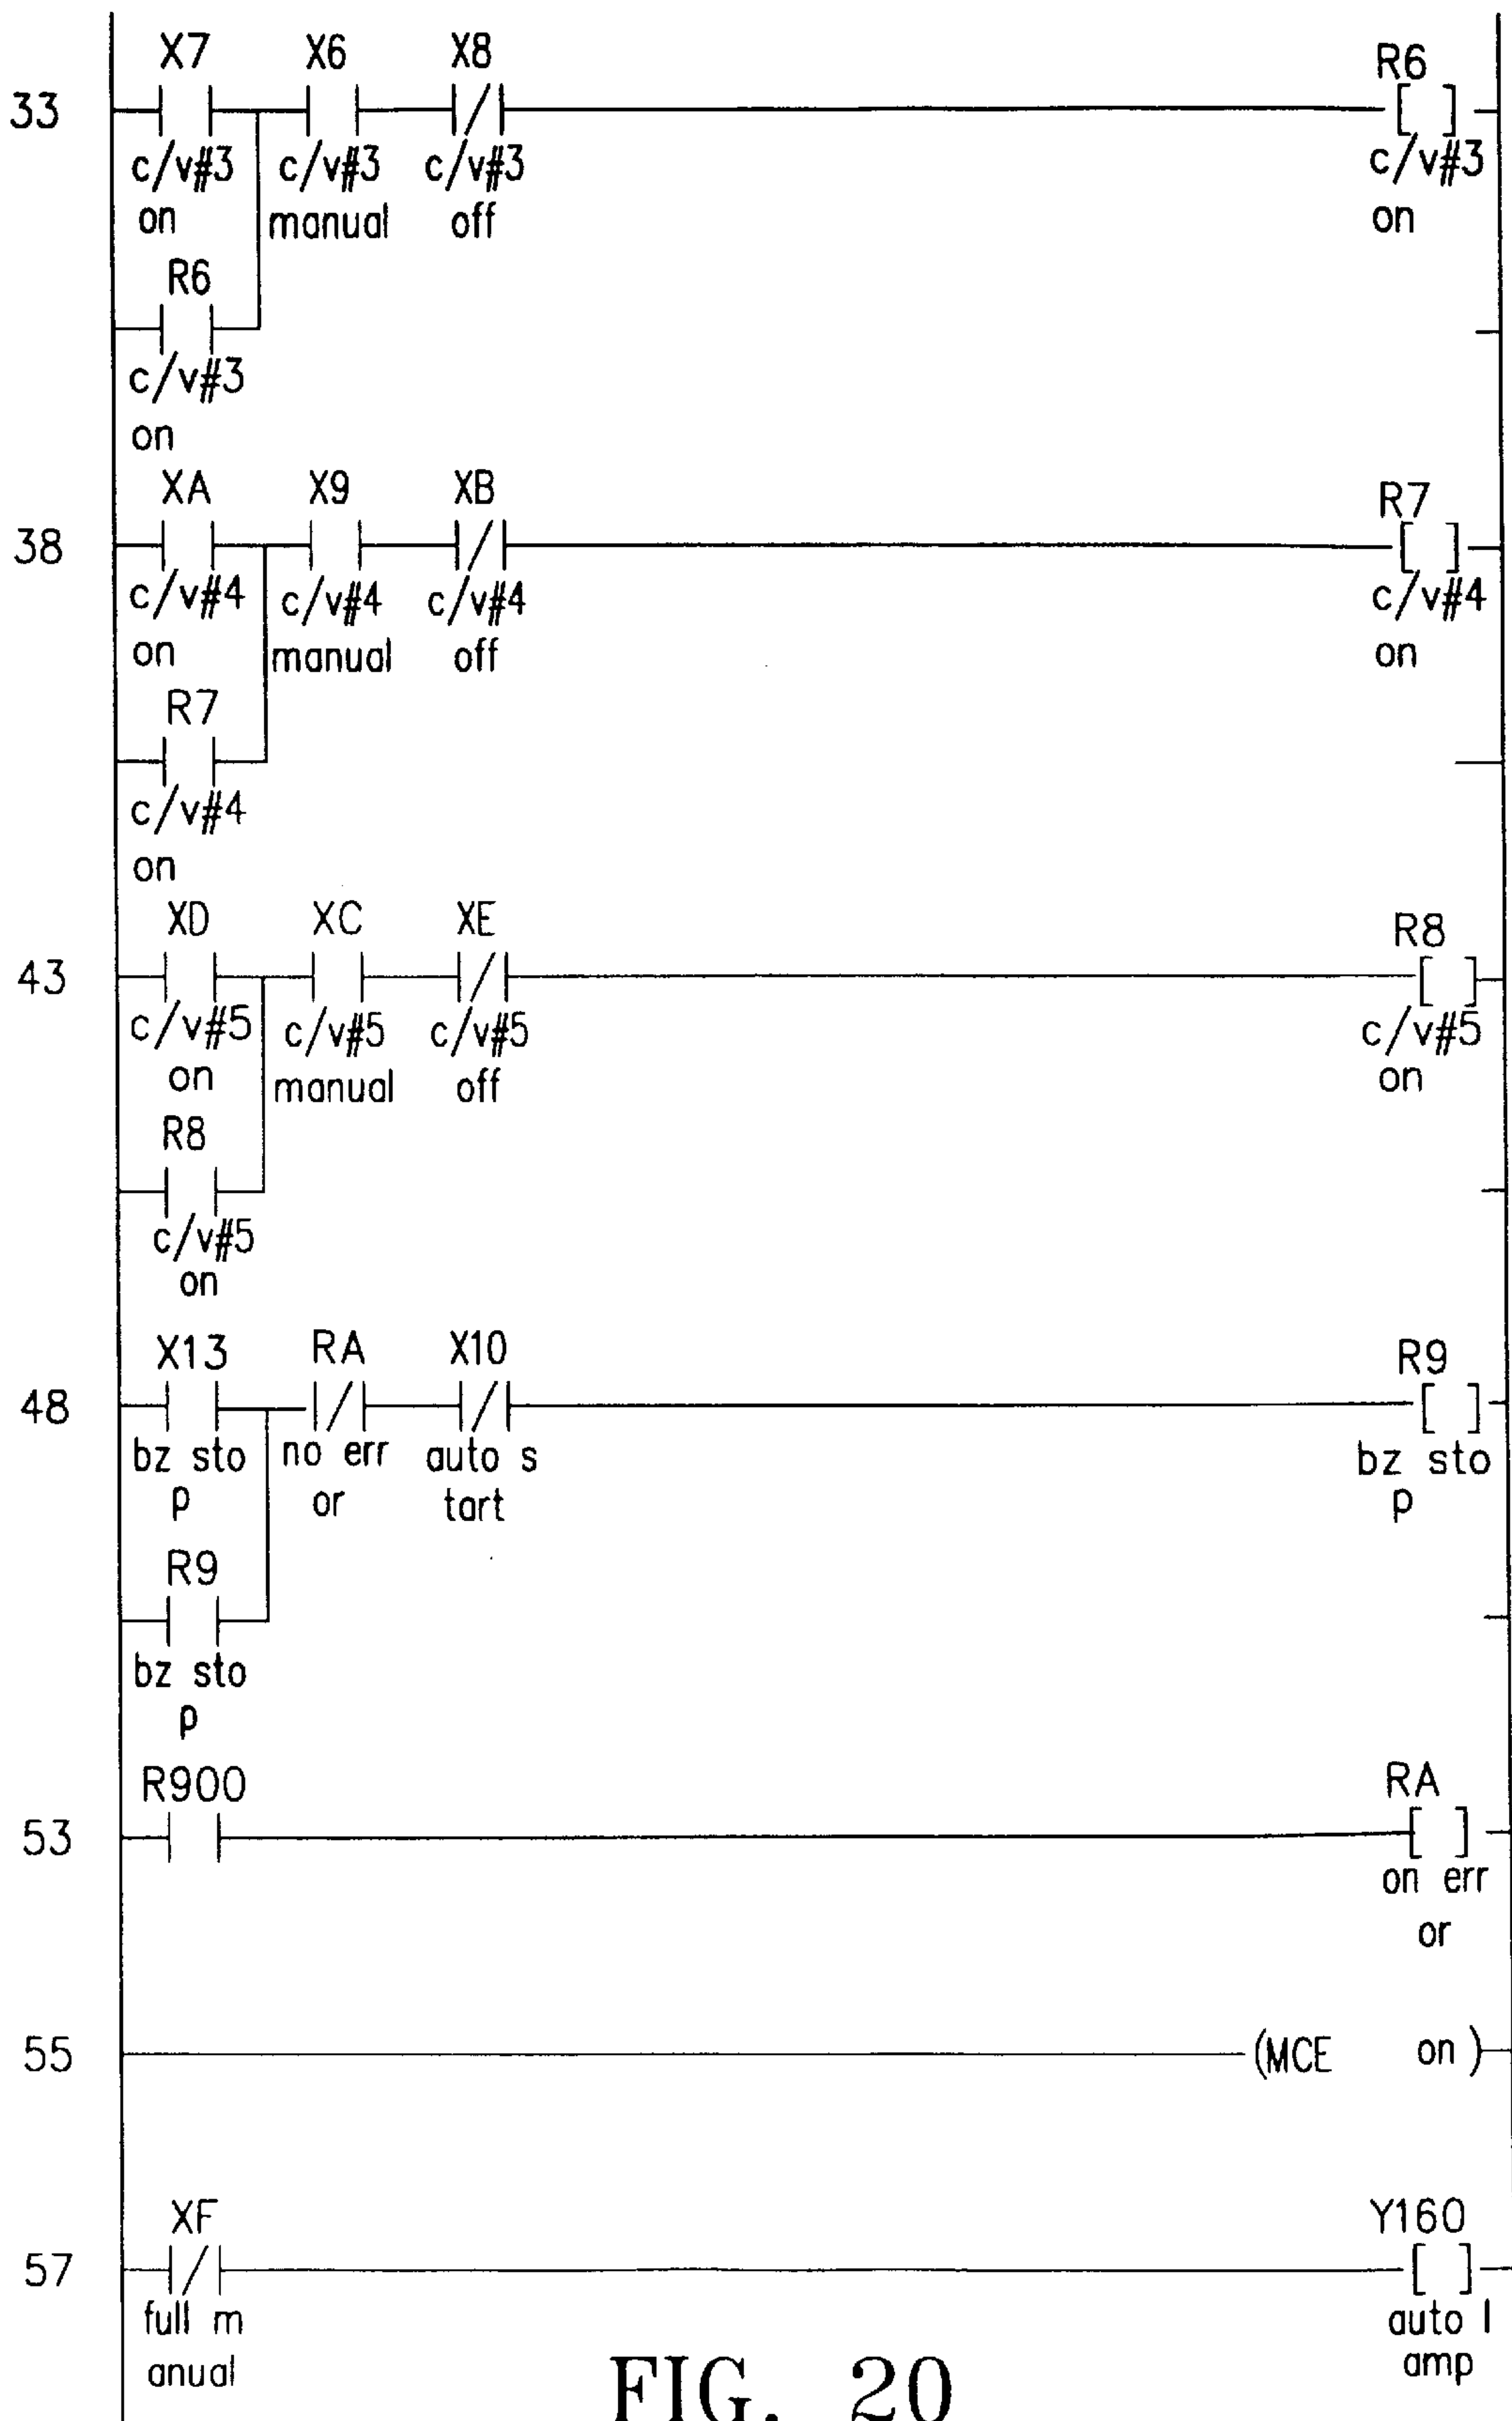 X7 X6 X8 R6
33
c/v#3 c/v#3 c/v#3 c/v#3
on manual off on
R6
c/v#3
on
XA X9 XB R7
38
c/v#4 c/v#4 c/v#4 c/v#4
on manual off on
R7
c/v#4
on
XD XC XE R8
43
c/v#5 c/v#5 c/v#5 c/v#5
on manual off on
R8
c/v#5
on
X13 RA X10 R9
48
bz sto no err auto s bz sto
p or tart p
R9
bz sto
p
R900 RA
53
on err
or
55 (MCE on)
XF Y160
57
full m auto l
anual amp
FIG. 20